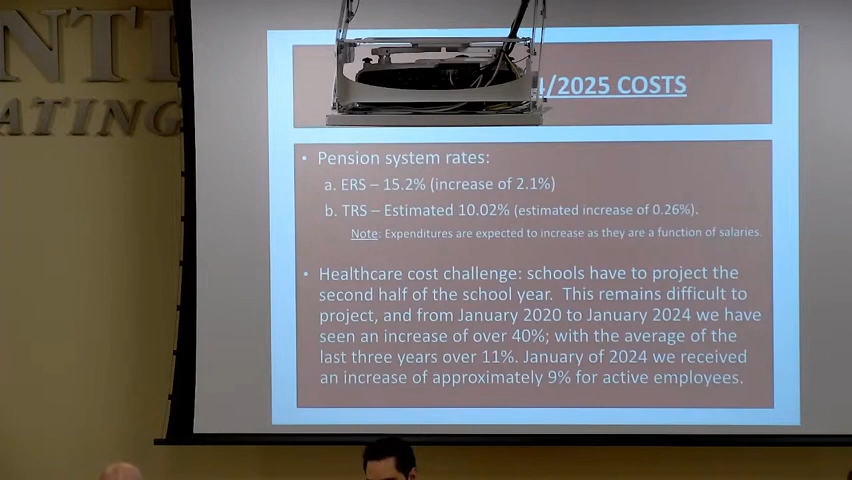 NT
ATING
4/2025 COSTS
• Pension system rates:
a. ERS – 15.2% (increase of 2.1%)
b. TRS – Estimated 10.02% (estimated increase of 0.26%).
Note: Expenditures are expected to increase as they are a function of salaries.
• Healthcare cost challenge: schools have to project the
second half of the school year. This remains difficult to
project, and from January 2020 to January 2024 we have
seen an increase of over 40%; with the average of the
last three years over 11%. January of 2024 we received
an increase of approximately 9% for active employees.